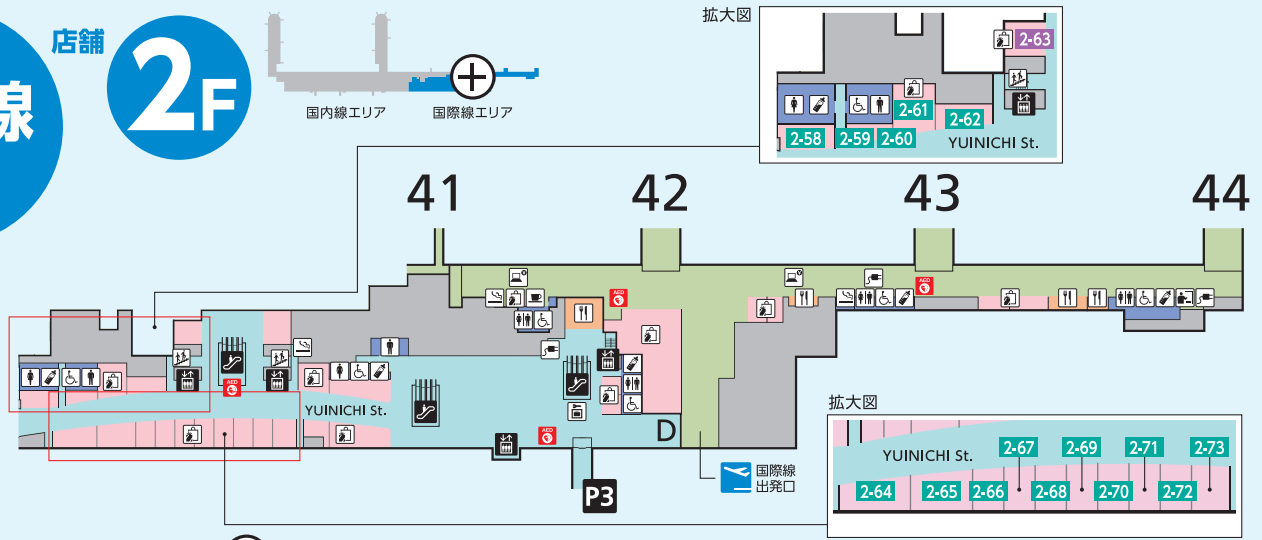 線
店舗
2F
国内線エリア
国際線エリア
拡大図
2-63
2-61
2-62
2-58
2-59
2-60
YUINICHI St.
41
42
43
44
AED
AED
AED
YUINICHI St.
AED
D
P3
国際線
出発口
拡大図
YUINICHI St.
2-67
2-69
2-71
2-73
2-64
2-65
2-66
2-68
2-70
2-72